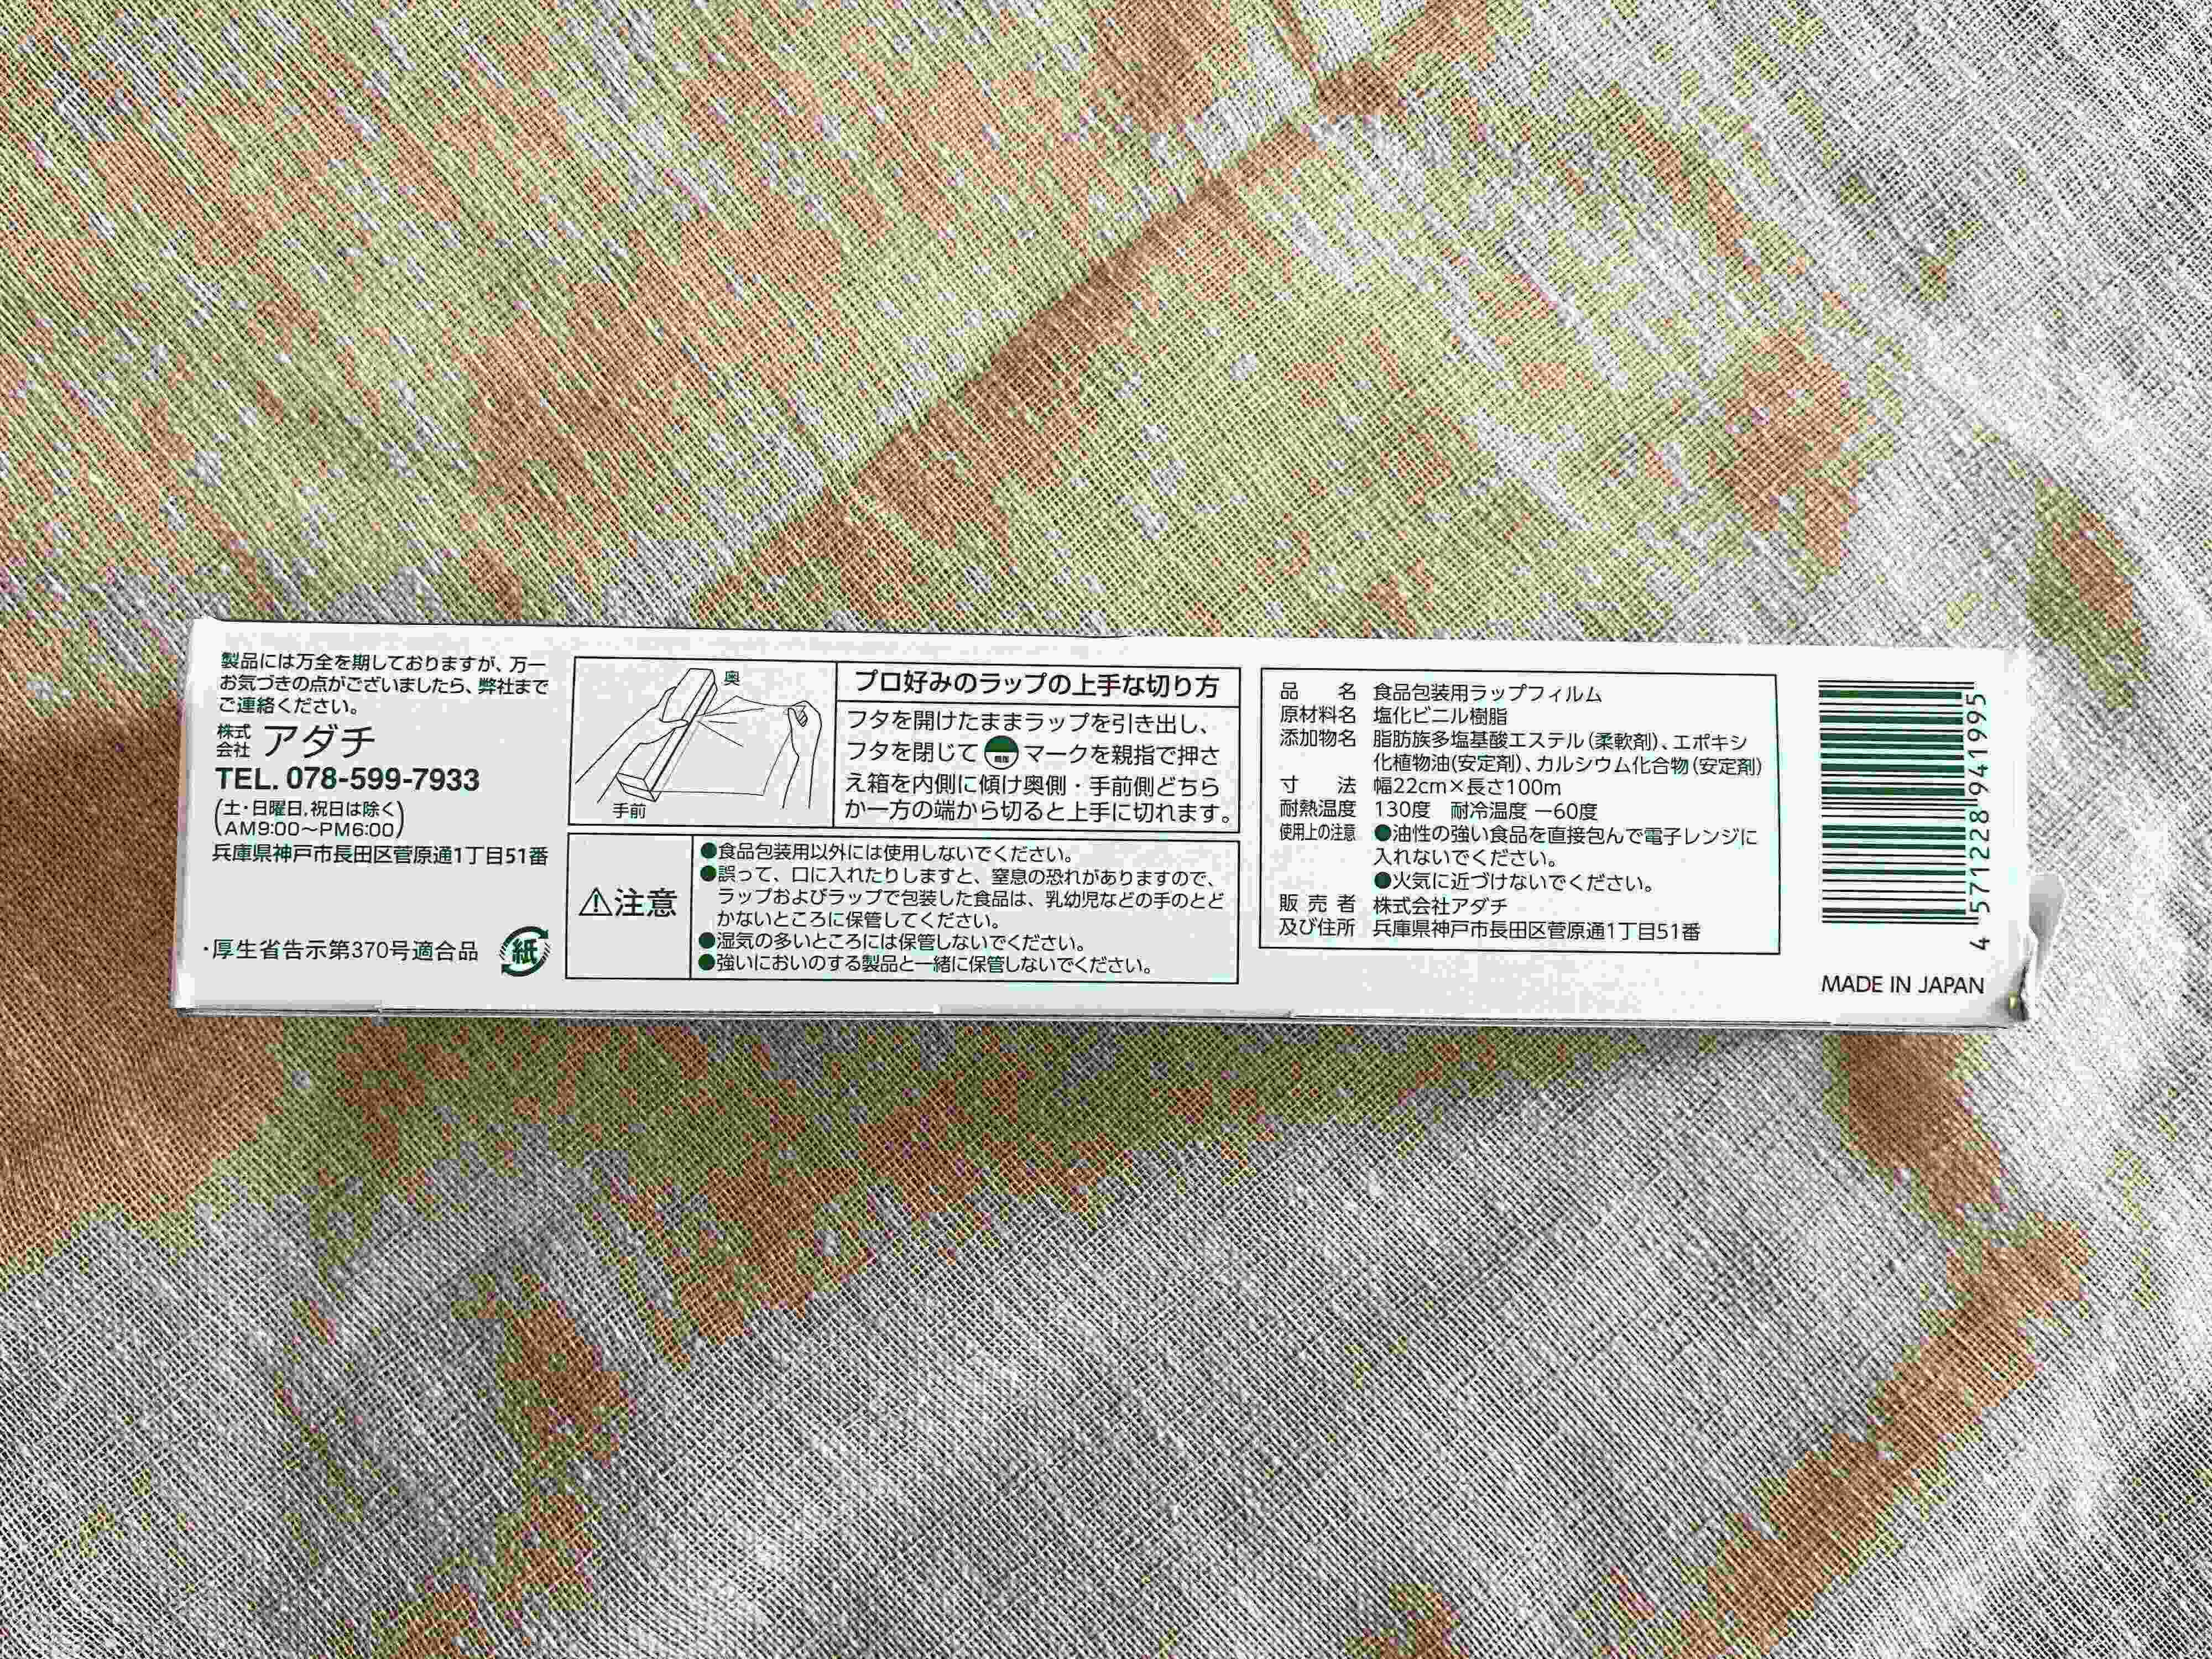 製品には万全を期しておりますが、万一
お気づきの点がございましたら、弊社まで
ご連絡ください。
株式会社 アダチ
TEL. 078-599-7933
(土・日曜日,祝日は除く)
(AM9:00～PM6:00)
兵庫県神戸市長田区菅原通1丁目51番
・厚生省告示第370号適合品
紙
奥
手前
プロ好みのラップの上手な切り方
フタを開けたままラップを引き出し、
フタを閉じて マークを親指で押さ
え箱を内側に傾け奥側・手前側どちら
か一方の端から切ると上手に切れます。
⚠注意
●食品包装用以外には使用しないでください。
●誤って、口に入れたりしますと、窒息の恐れがありますので、
ラップおよびラップで包装した食品は、乳幼児などの手のとど
かないところに保管してください。
●湿気の多いところには保管しないでください。
●強いにおいのする製品と一緒に保管しないでください。
品名 食品包装用ラップフィルム
原材料名 塩化ビニル樹脂
添加物名 脂肪族多塩基酸エステル(柔軟剤)、エポキシ
化植物油(安定剤)、カルシウム化合物(安定剤)
寸法 幅22cm×長さ100m
耐熱温度 130度 耐冷温度 －60度
使用上の注意 ●油性の強い食品を直接包んで電子レンジに
入れないでください。
●火気に近づけないでください。
販売者 株式会社アダチ
及び住所 兵庫県神戸市長田区菅原通1丁目51番
4 571228 941995
MADE IN JAPAN